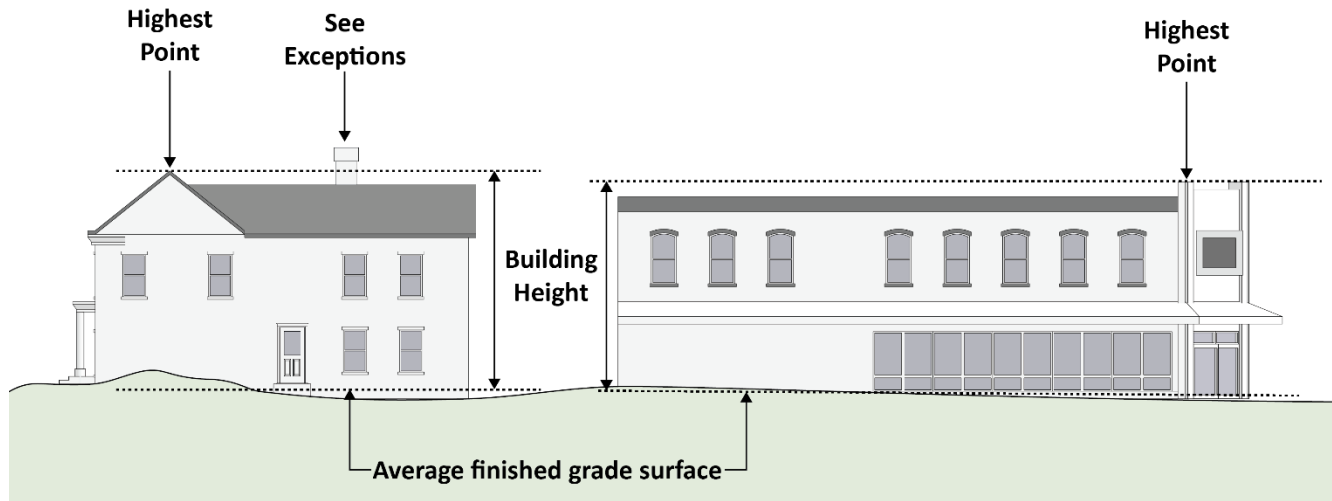 Highest
Point
See
Exceptions
Highest
Point
Building
Height
Average finished grade surface